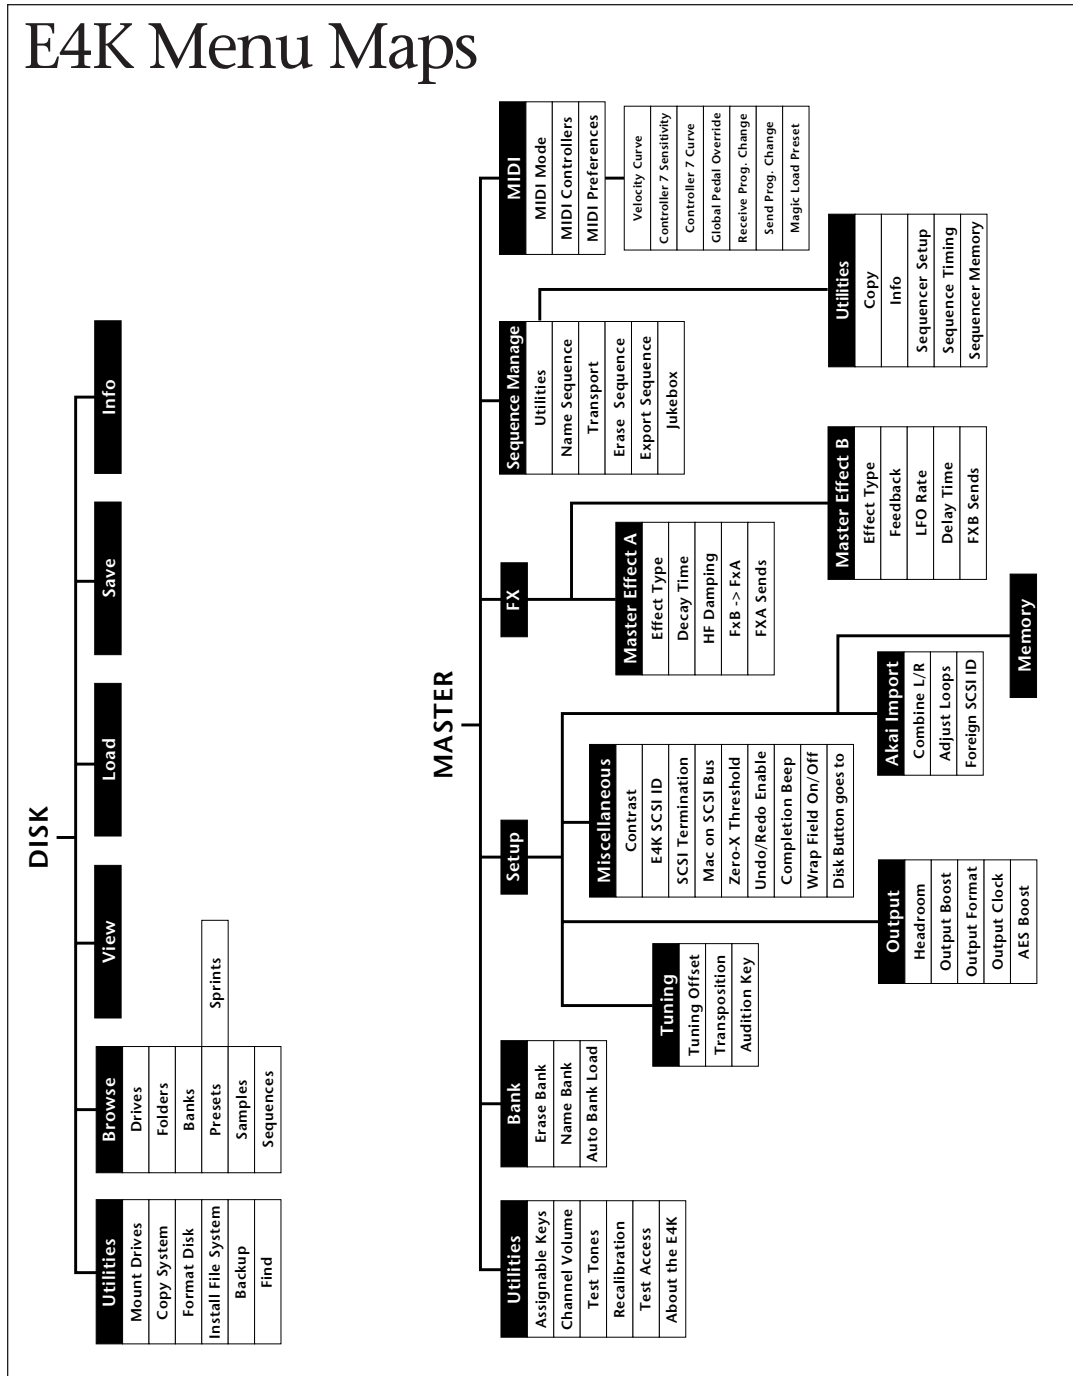 E4K Menu Maps
DISK
Utilities
Mount Drives
Copy System
Format Disk
Install File System
Backup
Find
Browse
Drives
Folders
Banks
Presets
Sprints
Samples
Sequences
View
Load
Save
Info
MASTER
Utilities
Assignable Keys
Channel Volume
Test Tones
Recalibration
Test Access
About the E4K
Bank
Erase Bank
Name Bank
Auto Bank Load
Setup
Tuning
Tuning Offset
Transposition
Audition Key
Output
Headroom
Output Boost
Output Format
Output Clock
AES Boost
Miscellaneous
Contrast
E4K SCSI ID
SCSI Termination
Mac on SCSI Bus
Zero-X Threshold
Undo/Redo Enable
Completion Beep
Wrap Field On/Off
Disk Button goes to
Akai Import
Combine L/R
Adjust Loops
Foreign SCSI ID
Memory
FX
Master Effect A
Effect Type
Decay Time
HF Damping
FxB -> FxA
FXA Sends
Master Effect B
Effect Type
Feedback
LFO Rate
Delay Time
FXB Sends
Sequence Manage
Utilities
Name Sequence
Transport
Erase Sequence
Export Sequence
Jukebox
Utilities
Copy
Info
Sequencer Setup
Sequence Timing
Sequencer Memory
MIDI
MIDI Mode
MIDI Controllers
MIDI Preferences
Velocity Curve
Controller 7 Sensitivity
Controller 7 Curve
Global Pedal Override
Receive Prog. Change
Send Prog. Change
Magic Load Preset